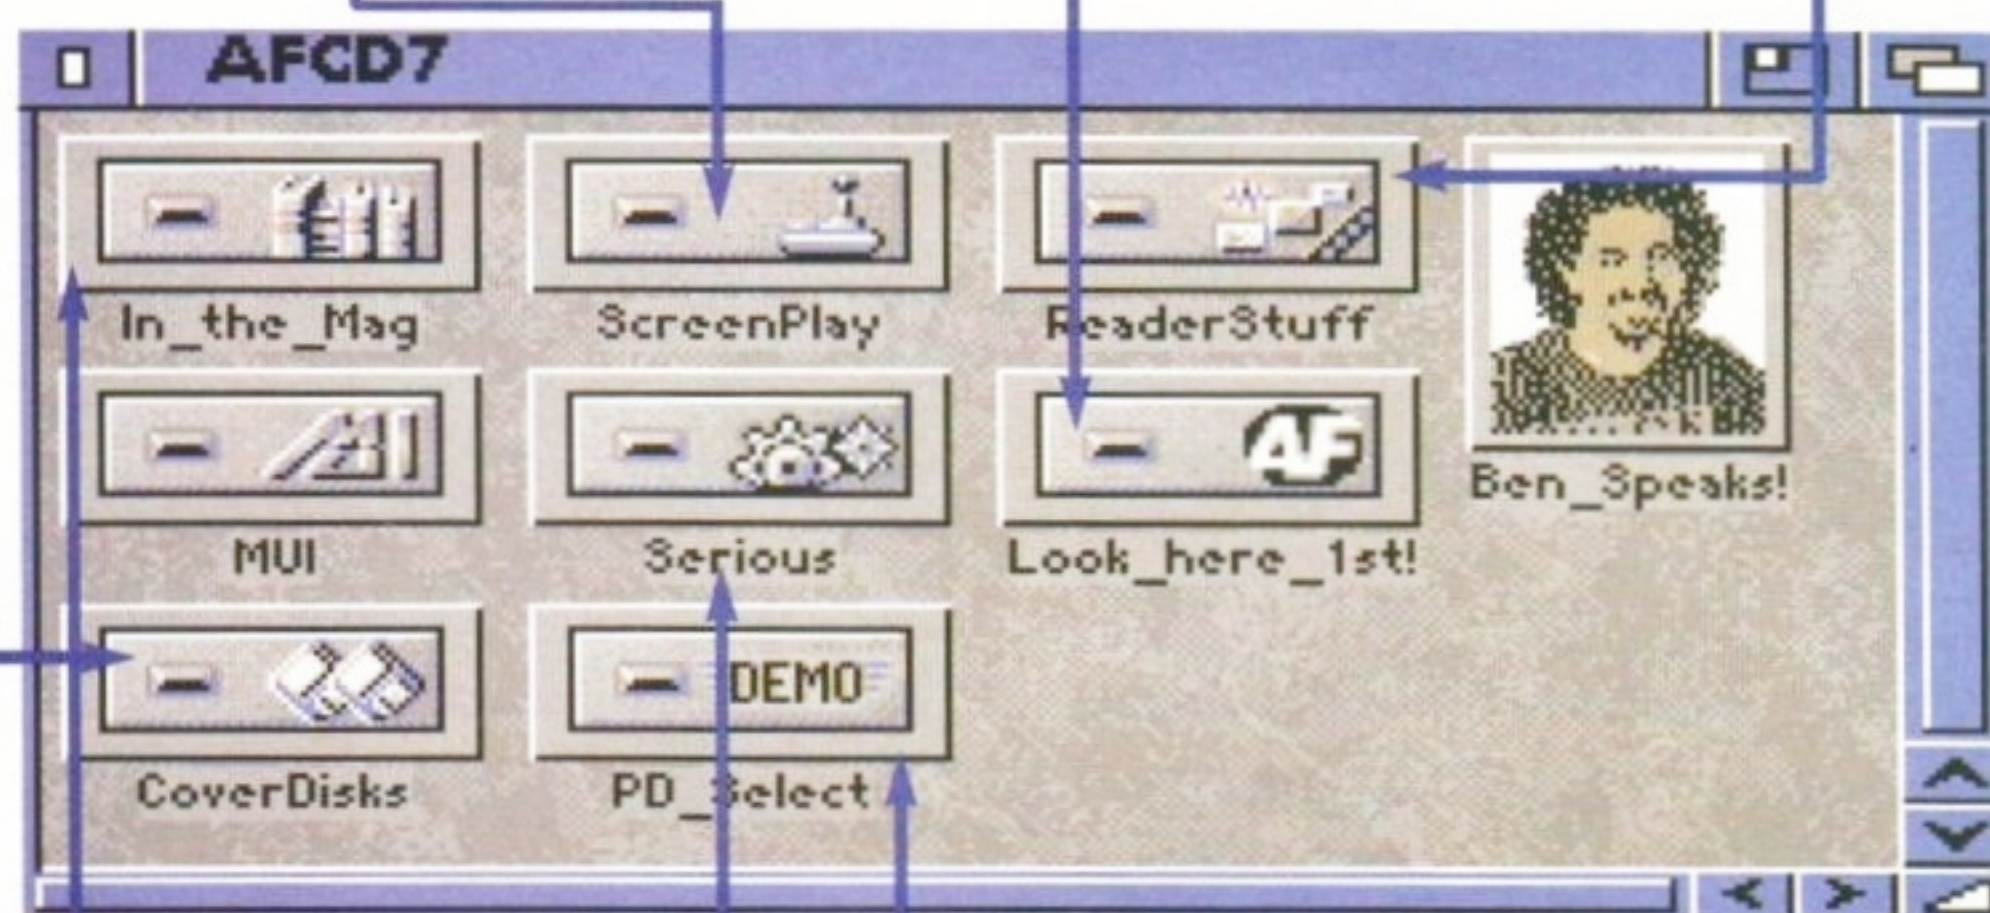 AFCD7
In_the_Mag
ScreenPlay
ReaderStuff
AF
MUI
Serious
Look_here_1st!
Ben_Speaks!
DEMO
CoverDisks
PD_Select